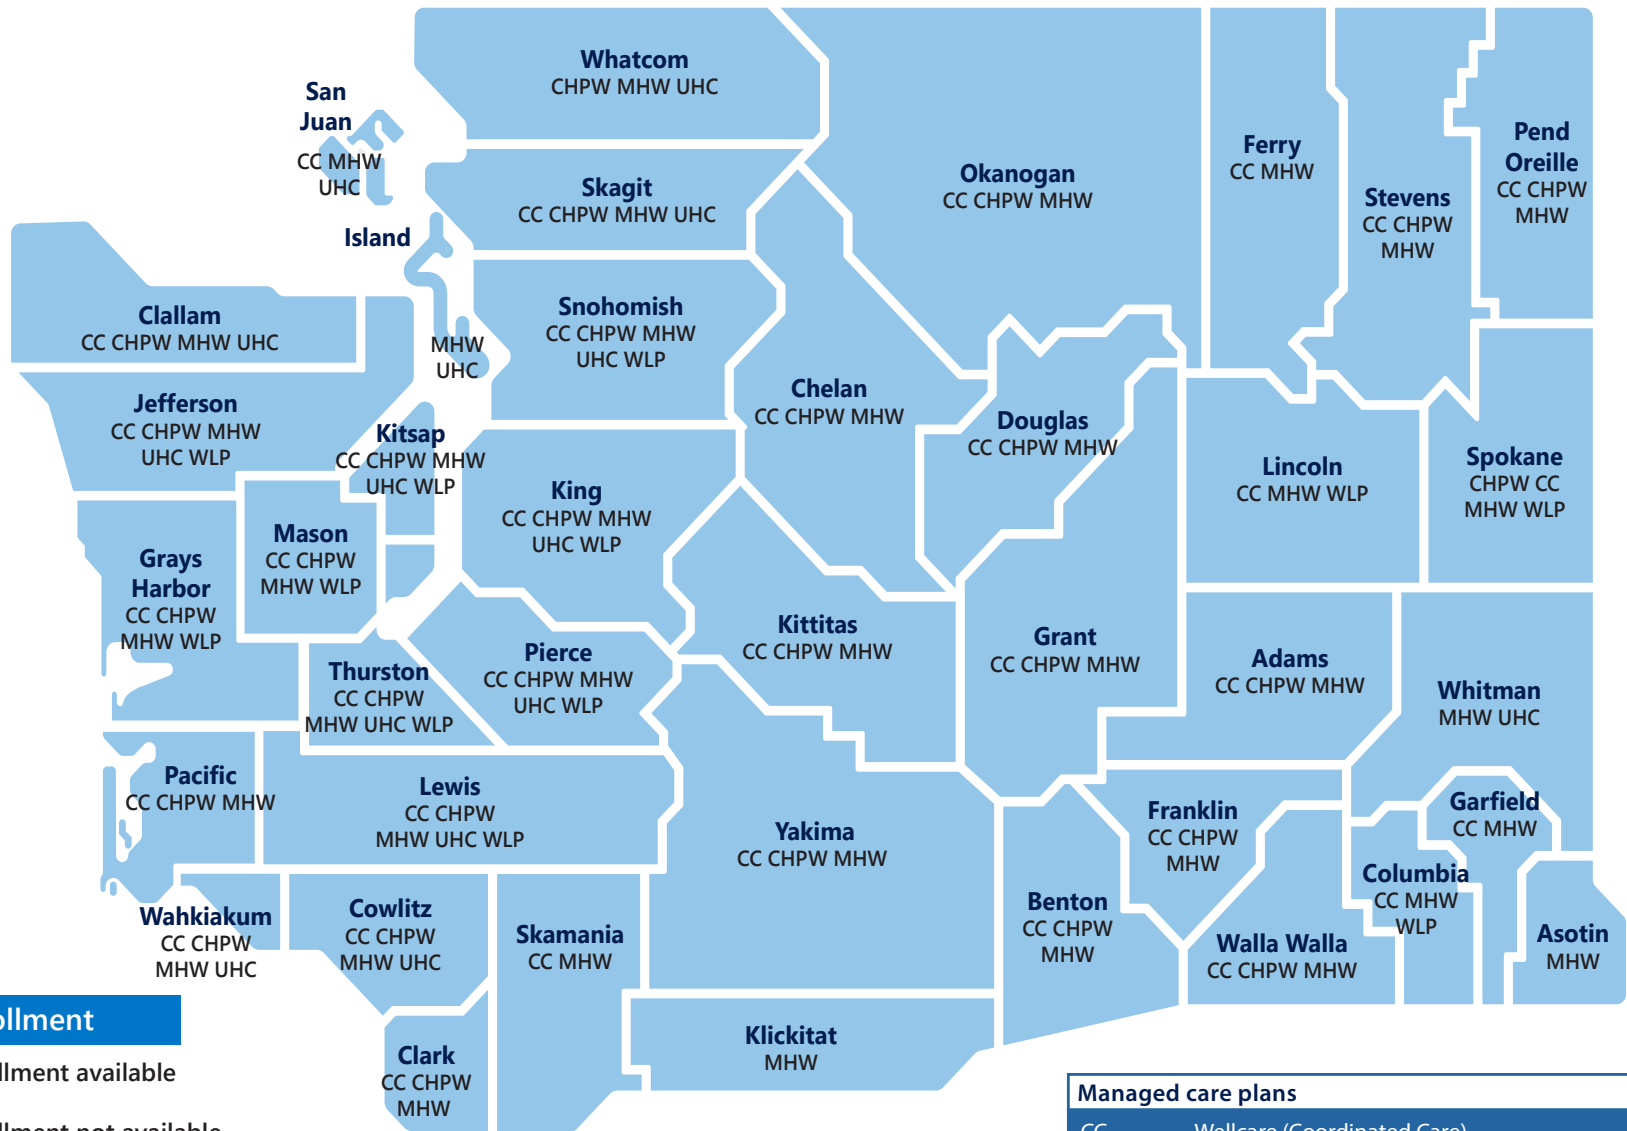 Whatcom
CHPW MHW UHC
San
Juan
CC MHW
UHC
Skagit
CC CHPW MHW UHC
Island
MHW
UHC
Okanogan
CC CHPW MHW
Ferry
CC MHW
Stevens
CC CHPW
MHW
Pend
Oreille
CC CHPW
MHW
Clallam
CC CHPW MHW UHC
Snohomish
CC CHPW MHW
UHC WLP
Jefferson
CC CHPW MHW
UHC WLP
Kitsap
CC CHPW MHW
UHC WLP
Chelan
CC CHPW MHW
Douglas
CC CHPW MHW
Lincoln
CC MHW WLP
Spokane
CHPW CC
MHW WLP
King
CC CHPW MHW
UHC WLP
Mason
CC CHPW
MHW WLP
Grays
Harbor
CC CHPW
MHW WLP
Kittitas
CC CHPW MHW
Grant
CC CHPW MHW
Adams
CC CHPW MHW
Whitman
MHW UHC
Thurston
CC CHPW
MHW UHC WLP
Pierce
CC CHPW MHW
UHC WLP
Pacific
CC CHPW MHW
Lewis
CC CHPW
MHW UHC WLP
Yakima
CC CHPW MHW
Franklin
CC CHPW
MHW
Garfield
CC MHW
Columbia
CC MHW
WLP
Wahkiakum
CC CHPW
MHW UHC
Cowlitz
CC CHPW
MHW UHC
Skamania
CC MHW
Benton
CC CHPW
MHW
Walla Walla
CC CHPW MHW
Asotin
MHW
Clark
CC CHPW
MHW
Klickitat
MHW
ollment
llment available
llment not available
Managed care plans
CC Wellcare (Coordinated Care)